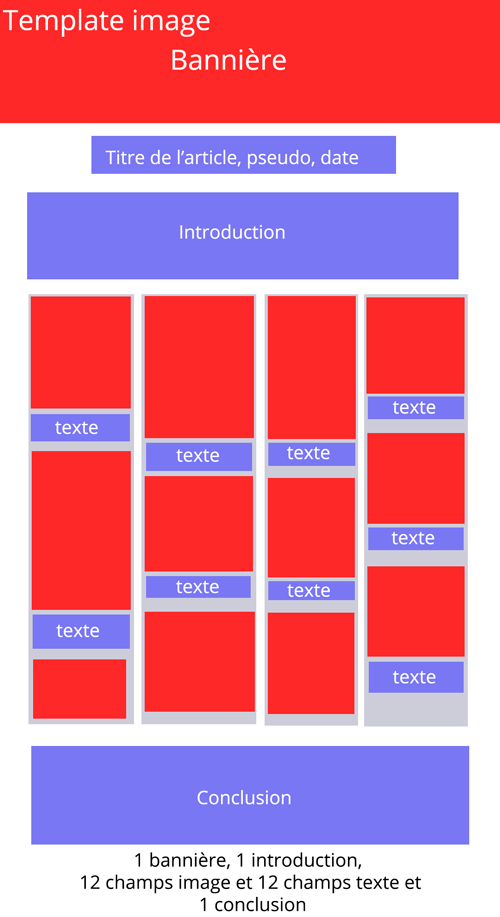 Template image
Bannière
Titre de l'article, pseudo, date
Introduction
texte
texte
texte
texte
texte
texte
texte
texte
texte
Conclusion
1 bannière, 1 introduction,
12 champs image et 12 champs texte et
1 conclusion